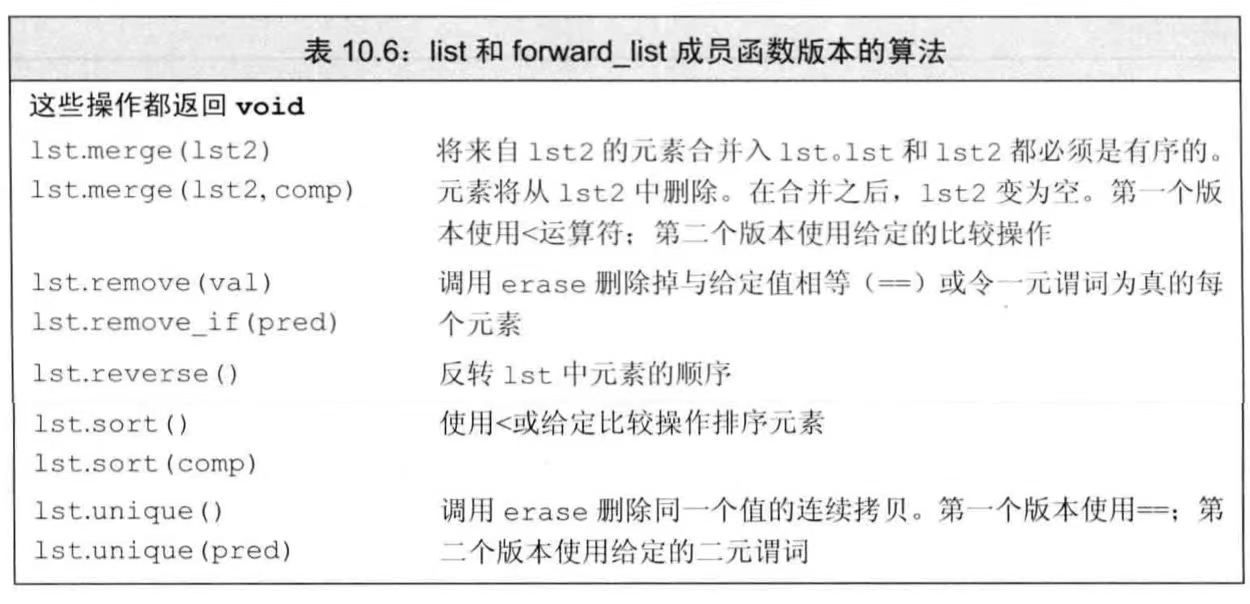 表 10.6：list 和 forward_list 成员函数版本的算法
这些操作都返回 void
lst.merge(lst2) 将来自 lst2 的元素合并入 lst。lst 和 lst2 都必须是有序的。
lst.merge(lst2, comp) 元素将从 lst2 中删除。在合并之后，lst2 变为空。第一个版
本使用<运算符；第二个版本使用给定的比较操作
lst.remove(val) 调用 erase 删除掉与给定值相等（==）或令一元谓词为真的每
lst.remove_if(pred) 个元素
lst.reverse() 反转 lst 中元素的顺序
lst.sort() 使用<或给定比较操作排序元素
lst.sort(comp)
lst.unique() 调用 erase 删除同一个值的连续拷贝。第一个版本使用==；第
lst.unique(pred) 二个版本使用给定的二元谓词